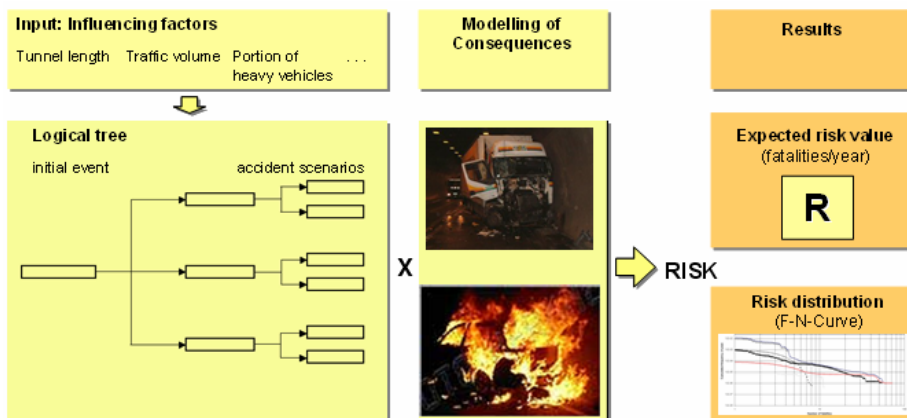 Input: Influencing factors
Tunnel length Traffic volume Portion of heavy vehicles . . .
Modelling of
Consequences
Results
Logical tree
initial event accident scenarios
X
RISK
Expected risk value
(fatalities/year)
R
Risk distribution
(F-N-Curve)